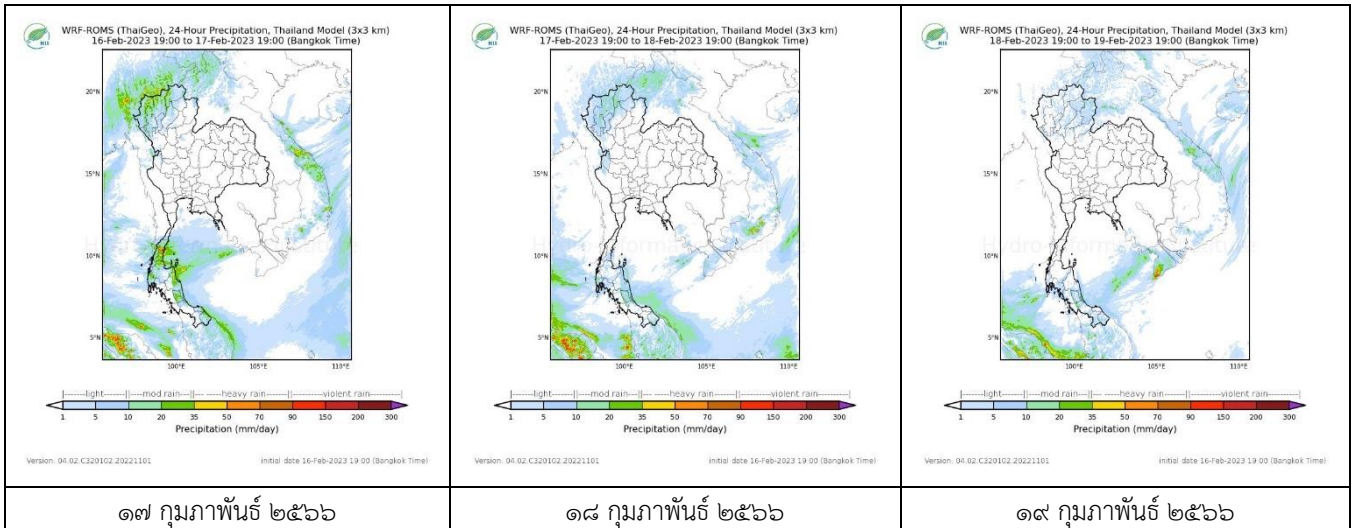 WRF-ROMS (ThaiGeo), 24-Hour Precipitation, Thailand Model (3x3 km)
16-Feb-2023 19:00 to 17-Feb-2023 19:00 (Bangkok Time)
20°N
15°N
10°N
5°N
100°E 105°E 110°E
|-------light-----||---mod rain---||--- -----heavy rain----||-------violent rain---------|
1 5 10 20 35 50 70 90 150 200 300
Precipitation (mm/day)
Version: 04.02.C320102.20221101 initial date 16-Feb-2023 19:00 (Bangkok Time)
๑๗ กุมภาพันธ์ ๒๕๖๖
WRF-ROMS (ThaiGeo), 24-Hour Precipitation, Thailand Model (3x3 km)
17-Feb-2023 19:00 to 18-Feb-2023 19:00 (Bangkok Time)
20°N
15°N
10°N
5°N
100°E 105°E 110°E
|-------light-----||---mod rain---||--- -----heavy rain----||-------violent rain---------|
1 5 10 20 35 50 70 90 150 200 300
Precipitation (mm/day)
Version: 04.02.C320102.20221101 initial date 16-Feb-2023 19:00 (Bangkok Time)
๑๘ กุมภาพันธ์ ๒๕๖๖
WRF-ROMS (ThaiGeo), 24-Hour Precipitation, Thailand Model (3x3 km)
18-Feb-2023 19:00 to 19-Feb-2023 19:00 (Bangkok Time)
20°N
15°N
10°N
5°N
100°E 105°E 110°E
|-------light-----||---mod rain---||--- -----heavy rain----||-------violent rain---------|
1 5 10 20 35 50 70 90 150 200 300
Precipitation (mm/day)
Version: 04.02.C320102.20221101 initial date 16-Feb-2023 19:00 (Bangkok Time)
๑๙ กุมภาพันธ์ ๒๕๖๖